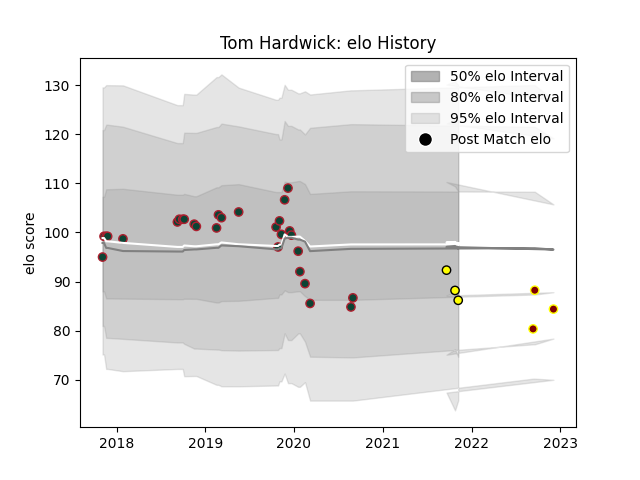 Tom Hardwick: elo History
50% elo Interval
80% elo Interval
95% elo Interval
Post Match elo
elo score
130
120
110
100
90
80
70
2018
2019
2020
2021
2022
2023